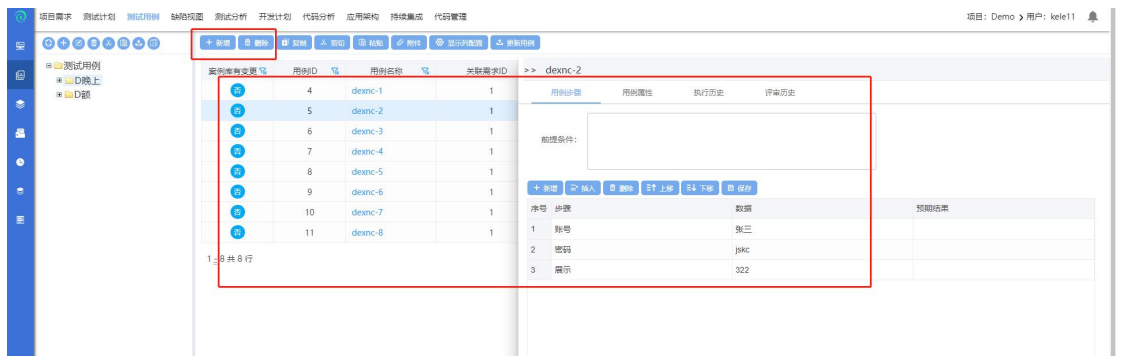 项目需求 测试计划 测试用例 缺陷视图 测试分析 开发计划 代码分析 应用架构 持续集成 代码管理 项目：Demo 用户：kele11
新增 删除 复制 剪切 粘贴 附件 显示列配置 更新用例
测试用例
D晚上
D额
案例库有变更 用例ID 用例名称 关联需求ID
否 4 dexnc-1 1
否 5 dexnc-2 1
否 6 dexnc-3 1
否 7 dexnc-4 1
否 8 dexnc-5 1
否 9 dexnc-6 1
否 10 dexnc-7 1
否 11 dexnc-8 1
1 - 8 共 8 行
>> dexnc-2
用例步骤 用例属性 执行历史 评审历史
前提条件：
新增 插入 删除 上移 下移 保存
序号 步骤 数据 预期结果
1 账号 张三
2 密码 jskc
3 展示 322